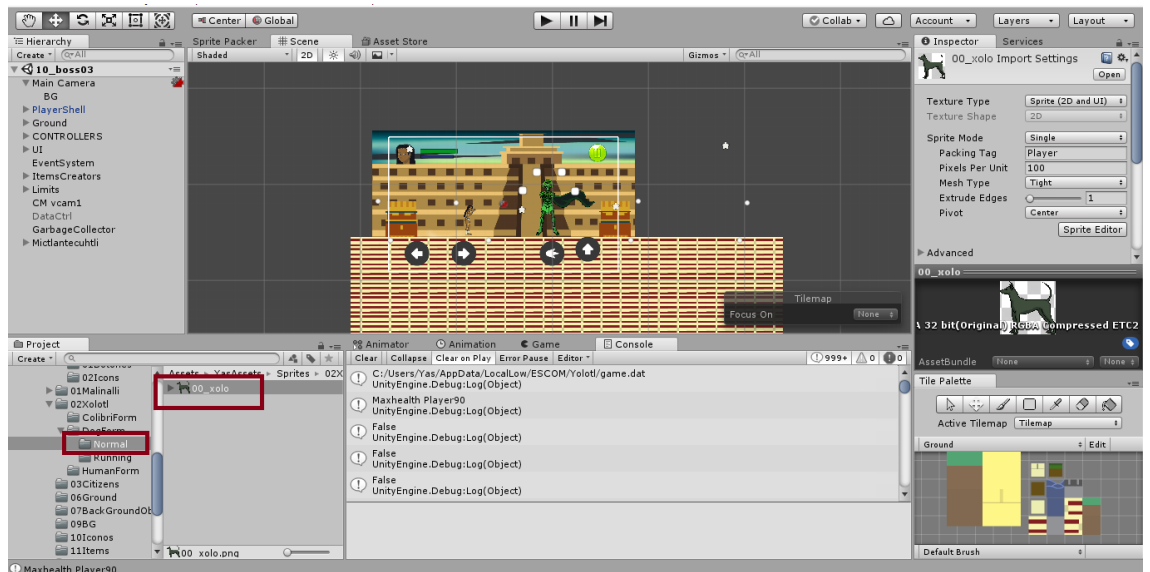 Center Global Collab Account Layers Layout
Hierarchy
Create All
10_boss03
Main Camera
BG
PlayerShell
Ground
CONTROLLERS
UI
EventSystem
ItemsCreators
Limits
CM vcam1
DataCtrl
GarbageCollector
Mictlantecuhtli
Sprite Packer Scene Asset Store
Shaded 2D Gizmos All
Tilemap
Focus On None
Inspector Services
00_xolo Import Settings
Open
Texture Type Sprite (2D and UI)
Texture Shape 2D
Sprite Mode Single
Packing Tag Player
Pixels Per Unit 100
Mesh Type Tight
Extrude Edges 1
Pivot Center
Sprite Editor
Advanced
00_xolo
32 bit(Original) RGBA Compressed ETC2
AssetBundle None None
Tile Palette
Active Tilemap Tilemap
Ground Edit
Default Brush
Project
Create
02Icons
01Malinalli
02Xolotl
ColibriForm
DogForm
Normal
Running
HumanForm
03Citizens
06Ground
07BackGroundOb
09BG
10Iconos
11Items
Assets YasAssets Sprites 02X
00_xolo
00_xolo.png
Animator Animation Game Console
Clear Collapse Clear on Play Error Pause Editor 999+ 0 0
C:/Users/Yas/AppData/LocalLow/ESCOM/Yolotl/game.dat
UnityEngine.Debug:Log(Object)
Maxhealth Player90
UnityEngine.Debug:Log(Object)
False
UnityEngine.Debug:Log(Object)
False
UnityEngine.Debug:Log(Object)
False
UnityEngine.Debug:Log(Object)
Maxhealth Player90